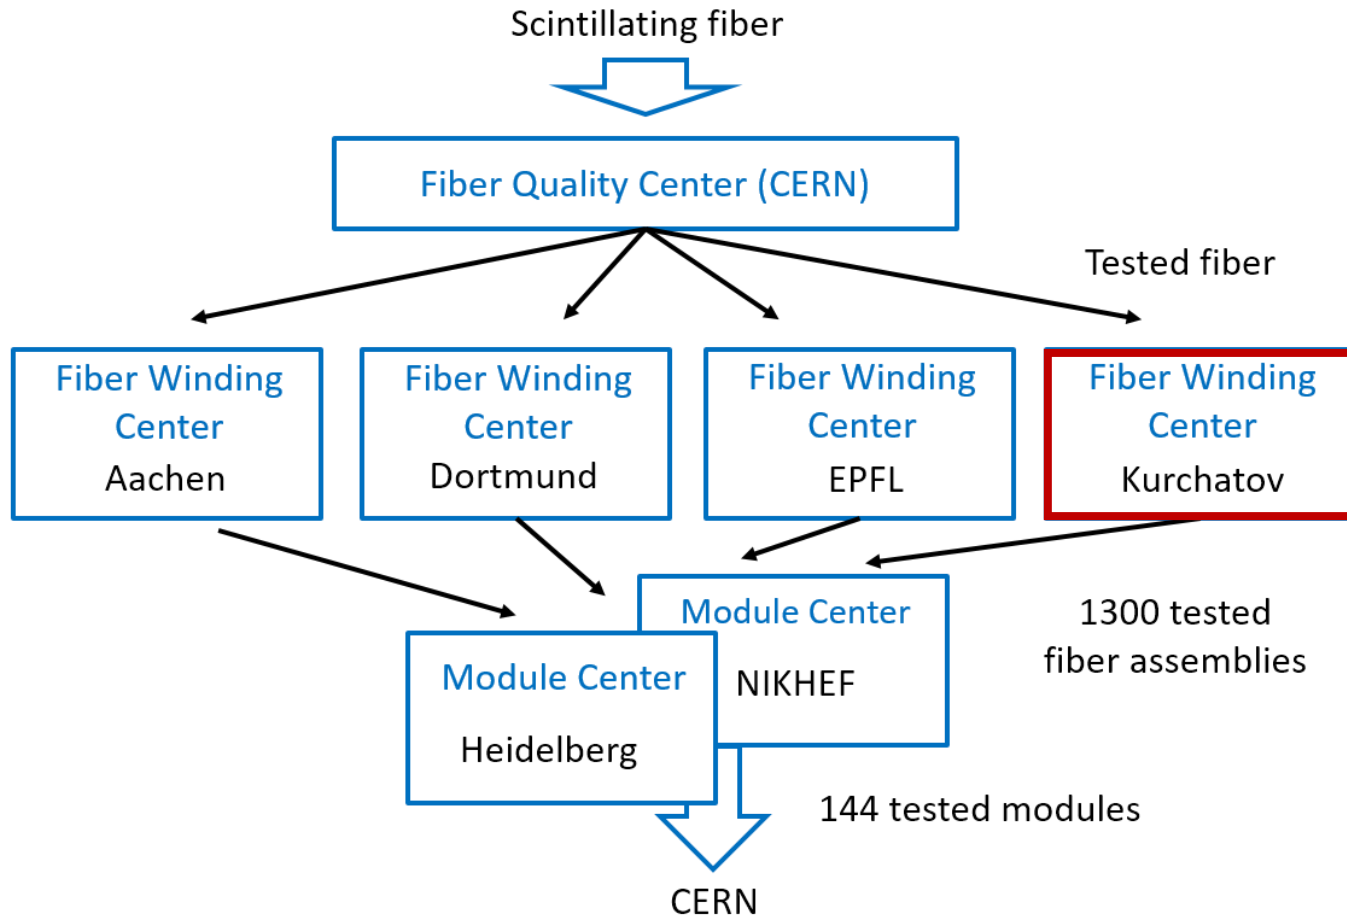 Scintillating fiber
Fiber Quality Center (CERN)
Tested fiber
Fiber Winding
Center
Aachen
Fiber Winding
Center
Dortmund
Fiber Winding
Center
EPFL
Fiber Winding
Center
Kurchatov
1300 tested
fiber assemblies
Module Center
NIKHEF
Module Center
Heidelberg
144 tested modules
CERN